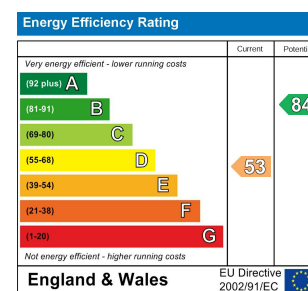 Energy Efficiency Rating
Current Potenti
Very energy efficient - lower running costs
(92 plus) A
(81-91) B
84
(69-80) C
(55-68) D
53
(39-54) E
(21-38) F
(1-20) G
Not energy efficient - higher running costs
England & Wales
EU Directive
2002/91/EC